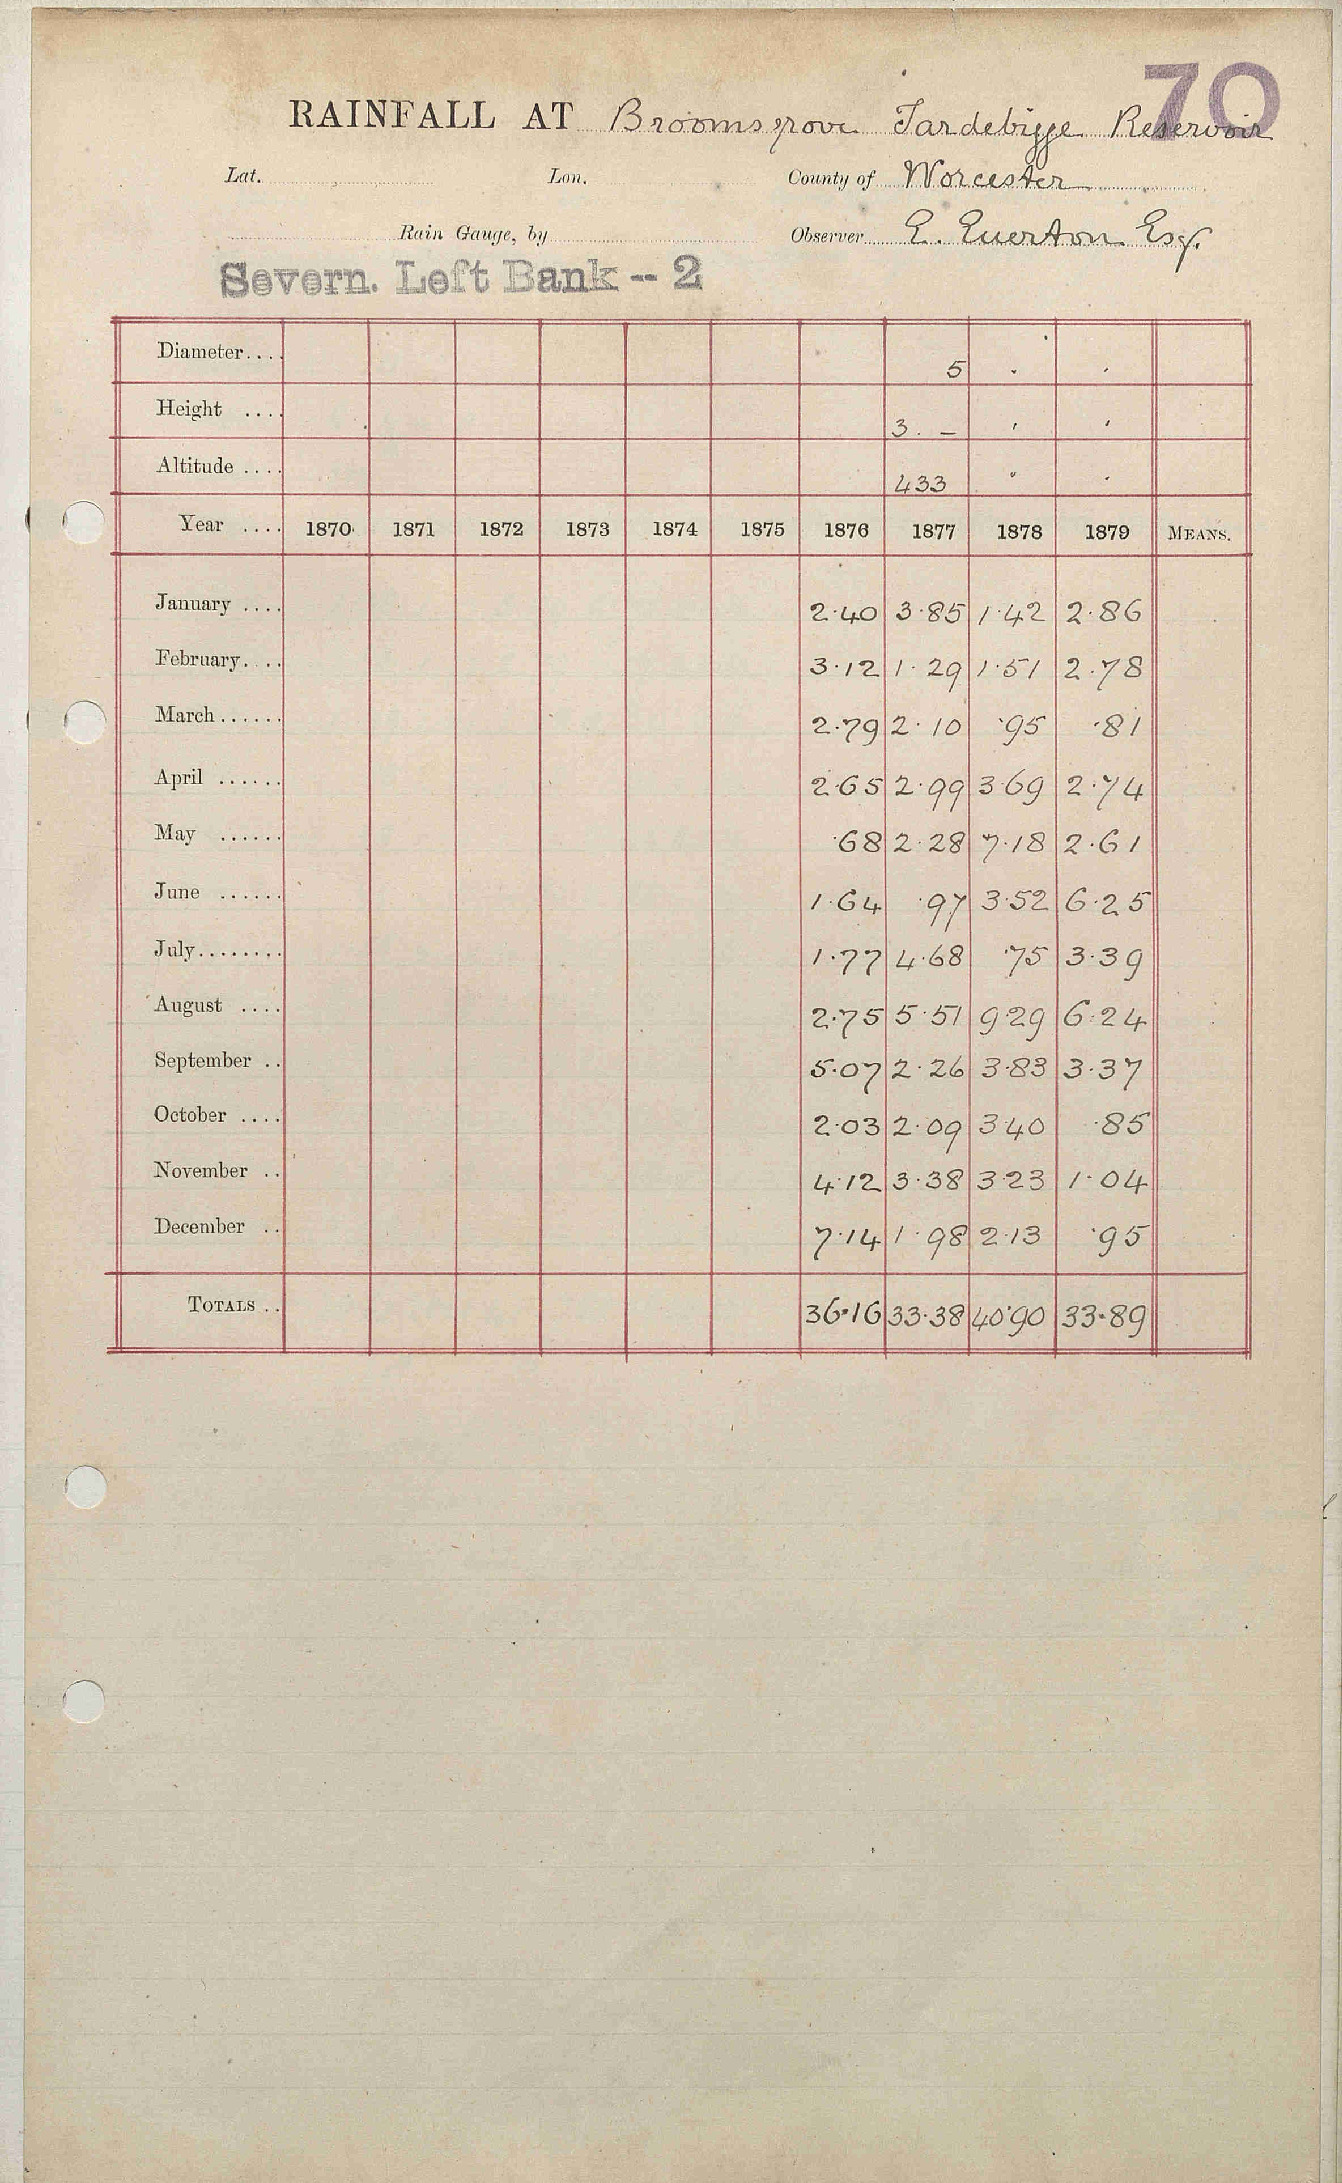 70
RAINFALL AT Bromsgrove Tardebigge Reservoir
Lat. Lon. County of Worcester
Rain Gauge, by Observer E. Everton Esq.
Severn. Left Bank -- 2
Diameter.... 5 " "
Height .... 3. - " "
Altitude .... 433 " "
Year .... 1870 1871 1872 1873 1874 1875 1876 1877 1878 1879 MEANS.
January .... 2.40 3.85 1.42 2.86
February.... 3.12 1.29 1.51 2.78
March...... 2.79 2.10 .95 .81
April ...... 2.65 2.99 3.69 2.74
May ...... .68 2.28 7.18 2.61
June ...... 1.64 .97 3.52 6.25
July........ 1.77 4.68 .75 3.39
August .... 2.75 5.51 9.29 6.24
September .. 5.07 2.26 3.83 3.37
October .... 2.03 2.09 3.40 .85
November .. 4.12 3.38 3.23 1.04
December .. 7.14 1.98 2.13 .95
TOTALS .. 36.16 33.38 40.90 33.89